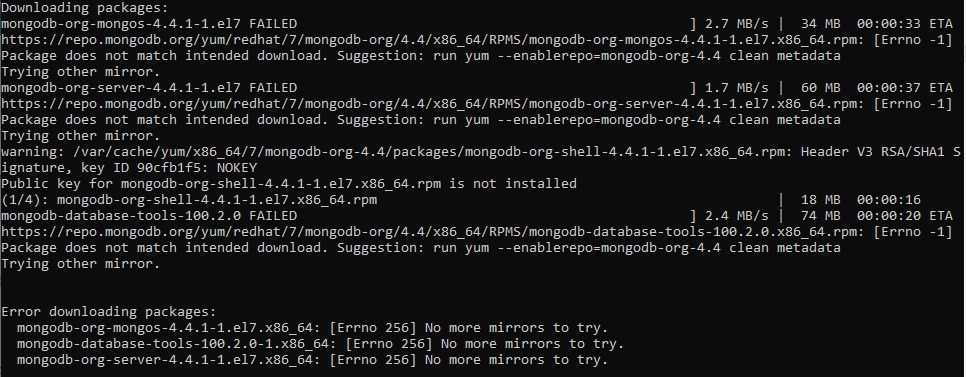 Downloading packages:
mongodb-org-mongos-4.4.1-1.el7 FAILED ] 2.7 MB/s | 34 MB 00:00:33 ETA
https://repo.mongodb.org/yum/redhat/7/mongodb-org/4.4/x86_64/RPMS/mongodb-org-mongos-4.4.1-1.el7.x86_64.rpm: [Errno -1]
Package does not match intended download. Suggestion: run yum --enablerepo=mongodb-org-4.4 clean metadata
Trying other mirror.
mongodb-org-server-4.4.1-1.el7 FAILED ] 1.7 MB/s | 60 MB 00:00:37 ETA
https://repo.mongodb.org/yum/redhat/7/mongodb-org/4.4/x86_64/RPMS/mongodb-org-server-4.4.1-1.el7.x86_64.rpm: [Errno -1]
Package does not match intended download. Suggestion: run yum --enablerepo=mongodb-org-4.4 clean metadata
Trying other mirror.
warning: /var/cache/yum/x86_64/7/mongodb-org-4.4/packages/mongodb-org-shell-4.4.1-1.el7.x86_64.rpm: Header V3 RSA/SHA1 S
ignature, key ID 90cfb1f5: NOKEY
Public key for mongodb-org-shell-4.4.1-1.el7.x86_64.rpm is not installed
(1/4): mongodb-org-shell-4.4.1-1.el7.x86_64.rpm | 18 MB 00:00:16
mongodb-database-tools-100.2.0 FAILED ] 2.4 MB/s | 74 MB 00:00:20 ETA
https://repo.mongodb.org/yum/redhat/7/mongodb-org/4.4/x86_64/RPMS/mongodb-database-tools-100.2.0.x86_64.rpm: [Errno -1]
Package does not match intended download. Suggestion: run yum --enablerepo=mongodb-org-4.4 clean metadata
Trying other mirror.
Error downloading packages:
mongodb-org-mongos-4.4.1-1.el7.x86_64: [Errno 256] No more mirrors to try.
mongodb-database-tools-100.2.0-1.x86_64: [Errno 256] No more mirrors to try.
mongodb-org-server-4.4.1-1.el7.x86_64: [Errno 256] No more mirrors to try.